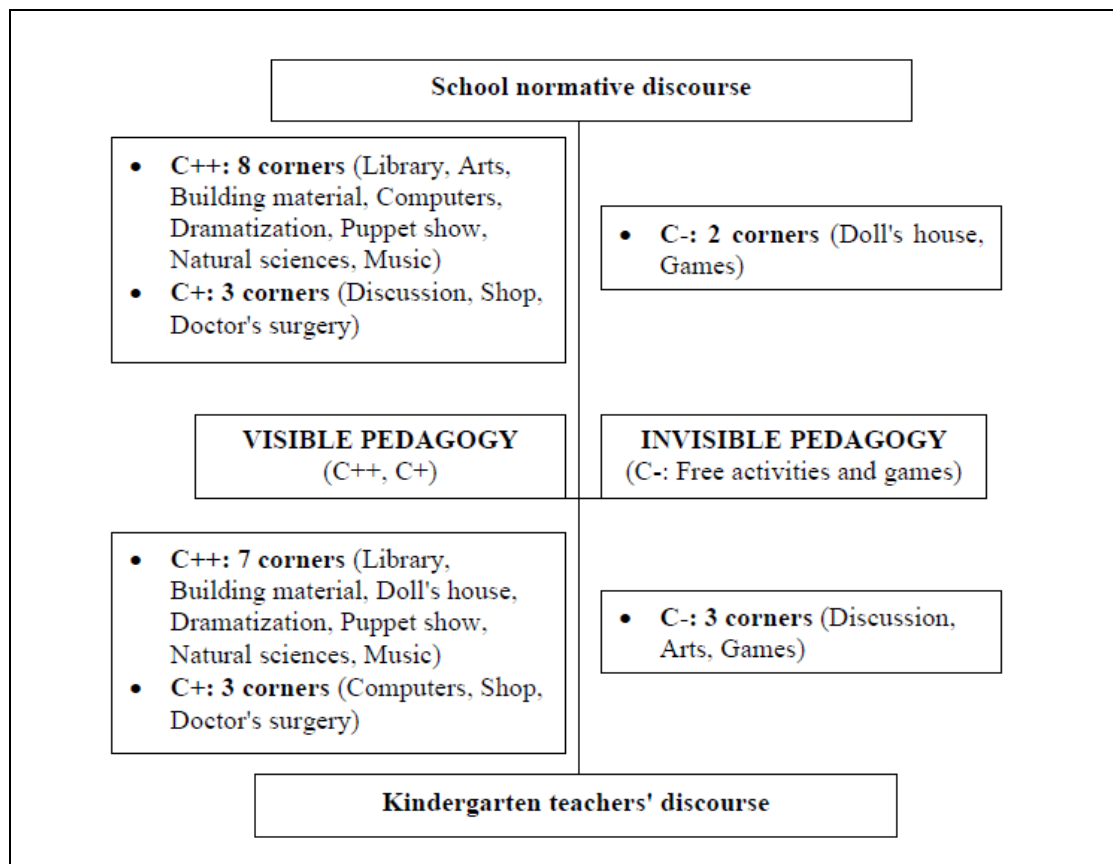 School normative discourse
• C++: 8 corners (Library, Arts,
Building material, Computers,
Dramatization, Puppet show,
Natural sciences, Music)
• C+: 3 corners (Discussion, Shop,
Doctor's surgery)
• C-: 2 corners (Doll's house,
Games)
VISIBLE PEDAGOGY
(C++, C+)
INVISIBLE PEDAGOGY
(C-: Free activities and games)
• C++: 7 corners (Library,
Building material, Doll's house,
Dramatization, Puppet show,
Natural sciences, Music)
• C+: 3 corners (Computers, Shop,
Doctor's surgery)
• C-: 3 corners (Discussion,
Arts, Games)
Kindergarten teachers' discourse